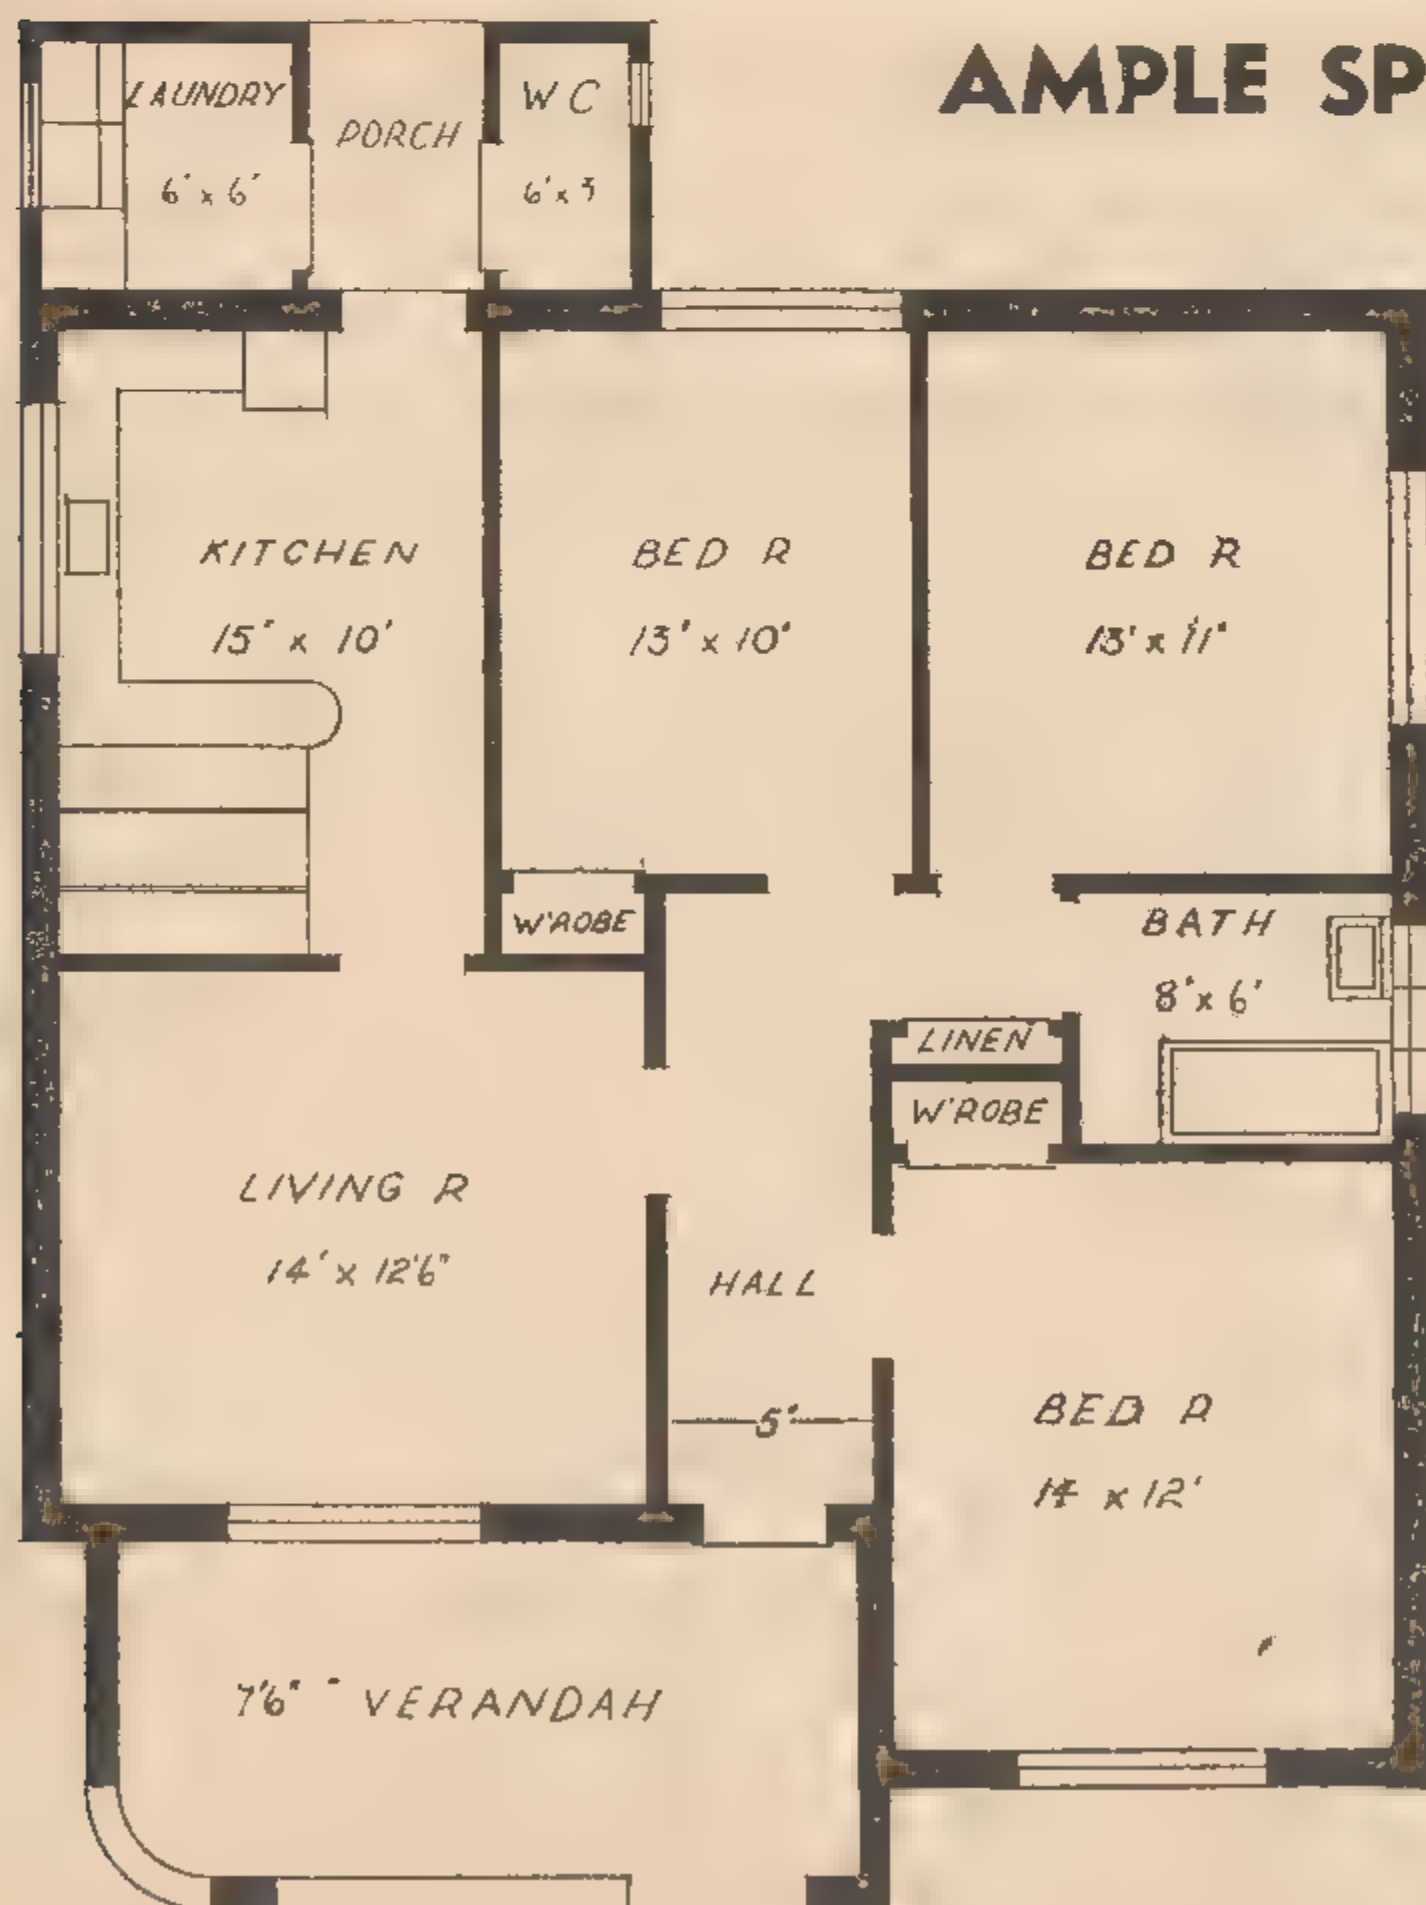 AMPLE SP
LAUNDRY
6' x 6'
PORCH
W C
6' x 3
KITCHEN
15' x 10'
BED R
13' x 10'
BED R
13' x 11'
W'ROBE
BATH
8' x 6'
LINEN
W'ROBE
LIVING R
14' x 12'6"
HALL
5'
BED R
14 x 12'
7'6" VERANDAH